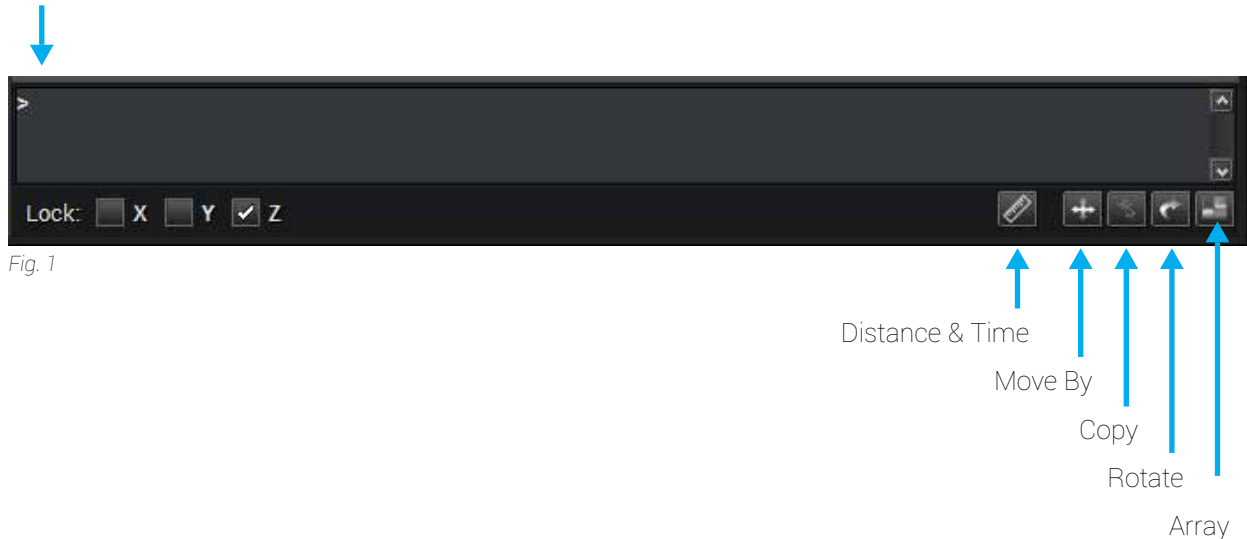 >
Lock: X Y Z
Fig. 1
Distance & Time
Move By
Copy
Rotate
Array